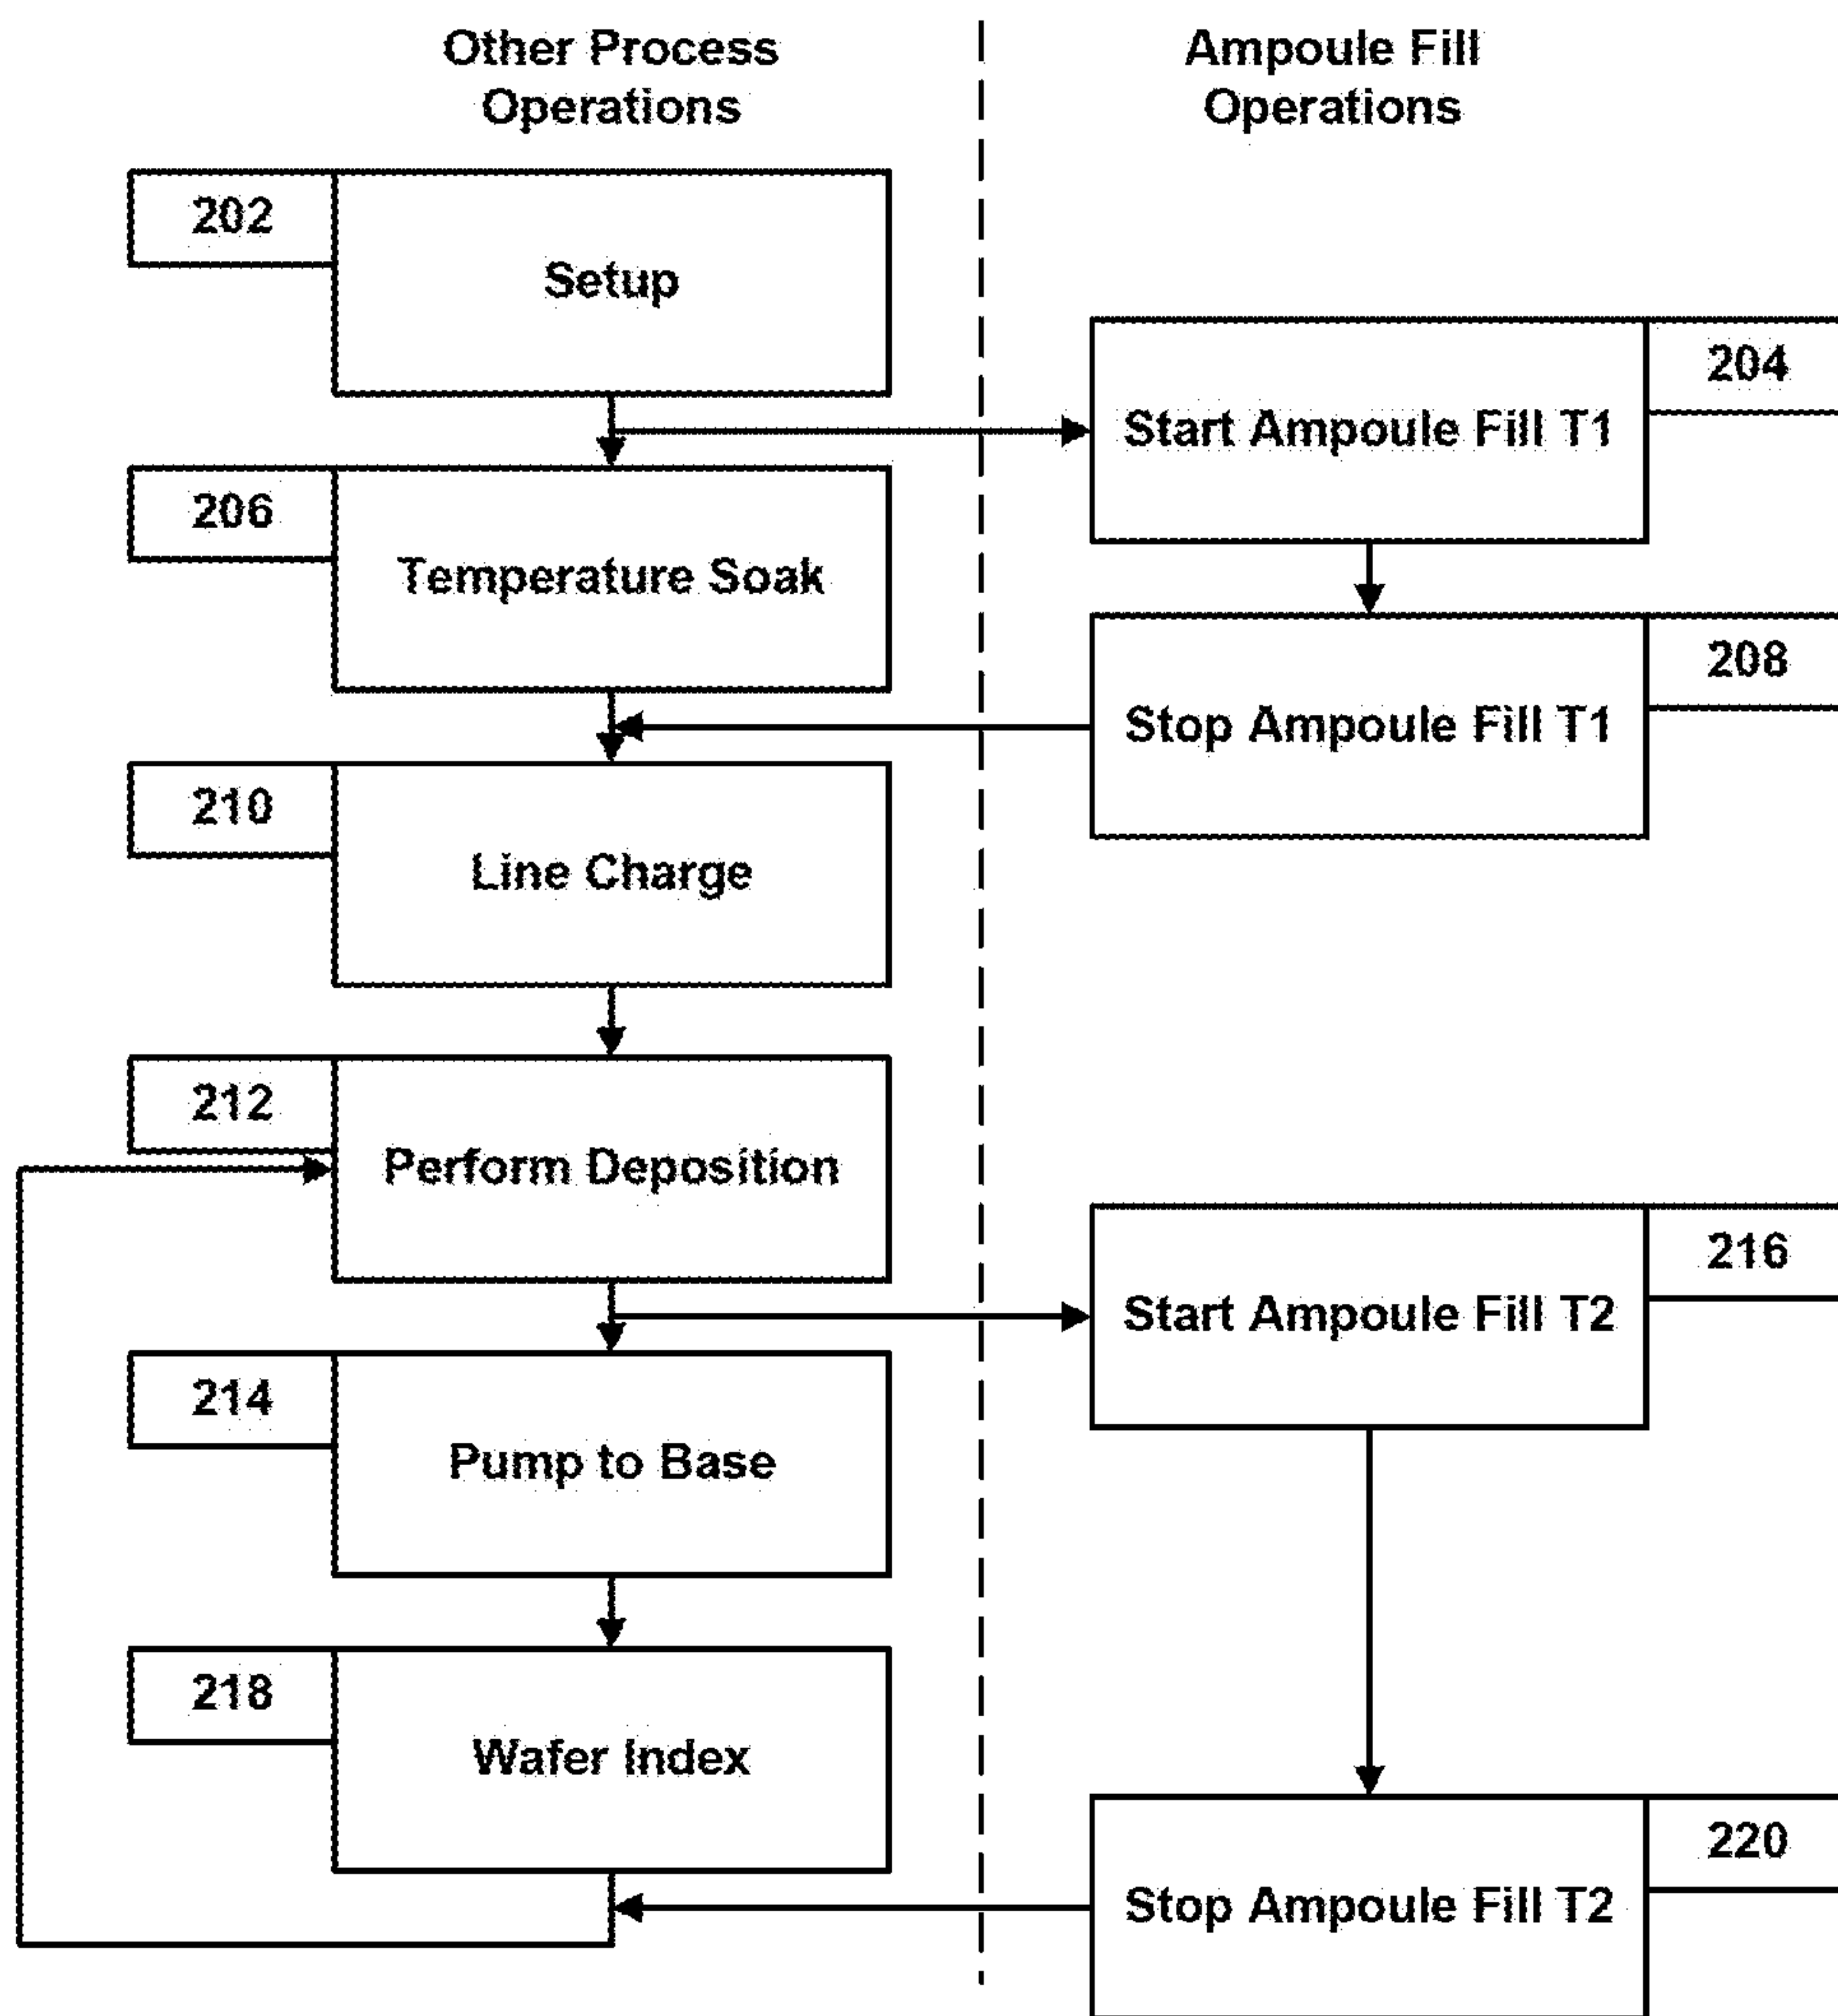 Other Process
Operations
Ampoule Fill
Operations
202
Setup
204
Start Ampoule Fill T1
206
Temperature Soak
208
Stop Ampoule Fill T1
210
Line Charge
212
Perform Deposition
216
Start Ampoule Fill T2
214
Pump to Base
218
Wafer Index
220
Stop Ampoule Fill T2